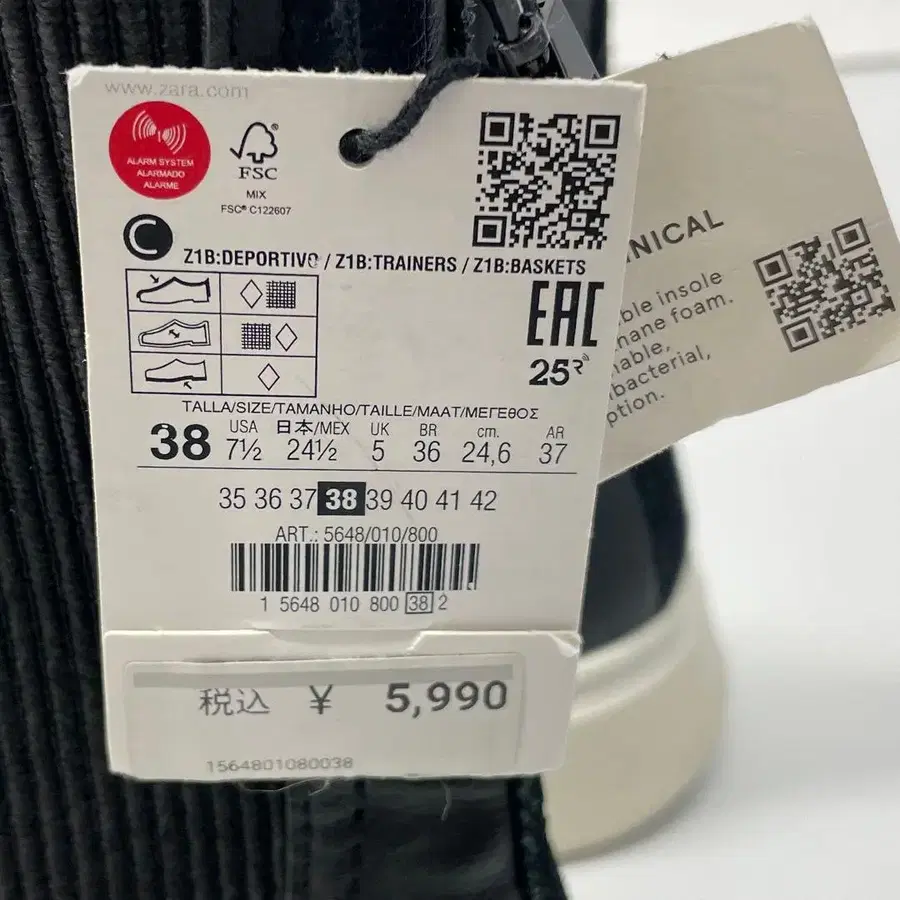 www.zara.com
ALARM SYSTEM
ALARMADO
ALARME
FSC
MIX
FSC® C122607
C
Z1B:DEPORTIVO / Z1B:TRAINERS / Z1B:BASKETS
EAC
25
TALLA/SIZE/TAMANHO/TAILLE/MAAT/ΜΕΓΕΘΟΣ
38 USA 7½ 日本/MEX 24½ UK 5 BR 36 cm. 24,6 AR 37
35 36 37 38 39 40 41 42
ART.: 5648/010/800
1 5648 010 800 38 2
税込 ¥ 5,990
1564801080038
NICAL
ble insole
hane foam.
nable,
bacterial,
ption.